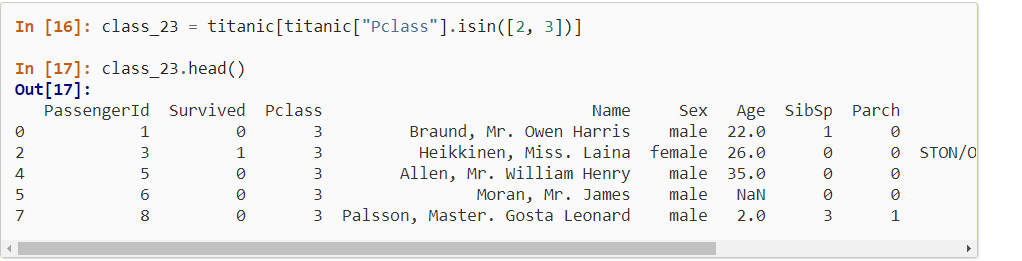 In [16]: class_23 = titanic[titanic["Pclass"].isin([2, 3])]
In [17]: class_23.head()
Out[17]:
PassengerId Survived Pclass Name Sex Age SibSp Parch
0 1 0 3 Braund, Mr. Owen Harris male 22.0 1 0
2 3 1 3 Heikkinen, Miss. Laina female 26.0 0 0 STON/O
4 5 0 3 Allen, Mr. William Henry male 35.0 0 0
5 6 0 3 Moran, Mr. James male NaN 0 0
7 8 0 3 Palsson, Master. Gosta Leonard male 2.0 3 1